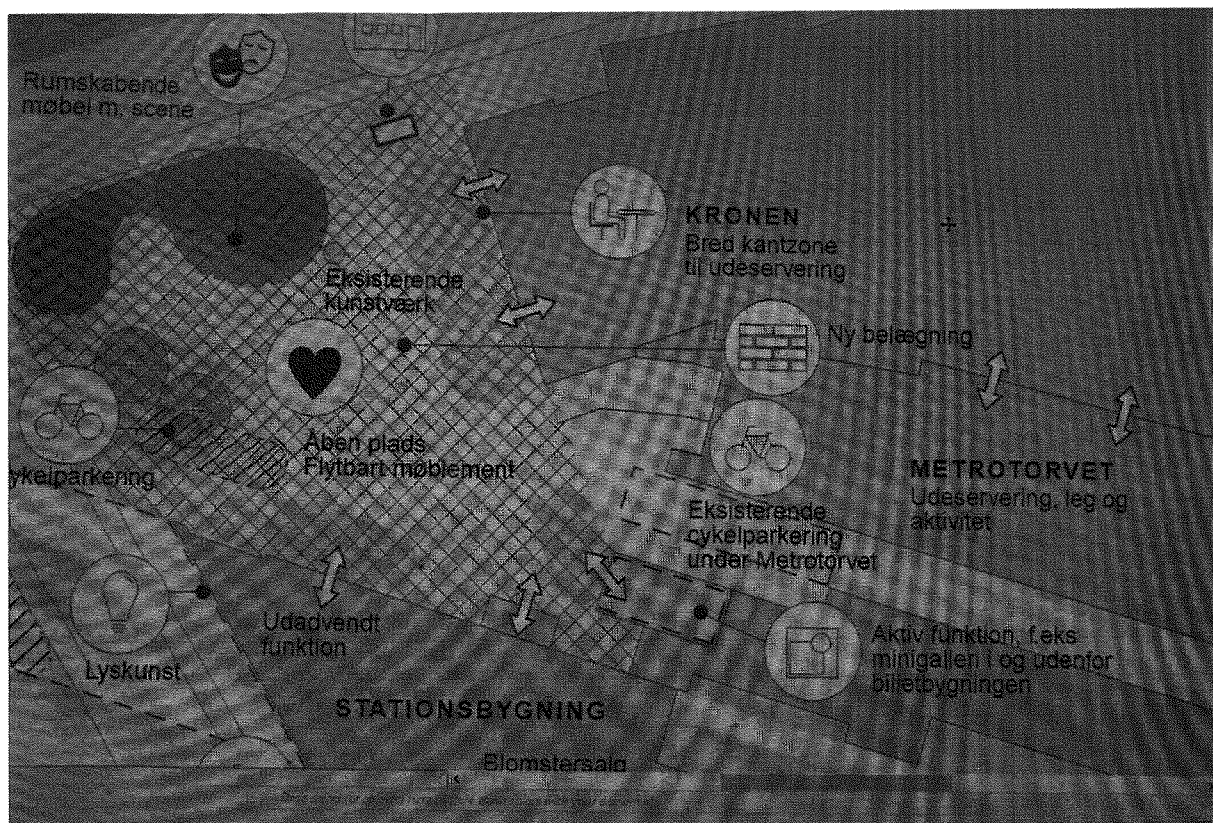 Rumskabende
møbel m. scene
KRONEN
Bred kantzone
til udeservering
Eksisterende
kunstværk
Ny belægning
Åben plads
Flytbart møblement
ykelparkering
METROTORVET
Udeservering, leg og
aktivitet
Eksisterende
cykelparkering
under Metrotorvet
Udadvendt
funktion
Aktiv funktion, f.eks
minigalleri i og udenfor
billetbygningen
Lyskunst
STATIONSBYGNING
Blomstersalg